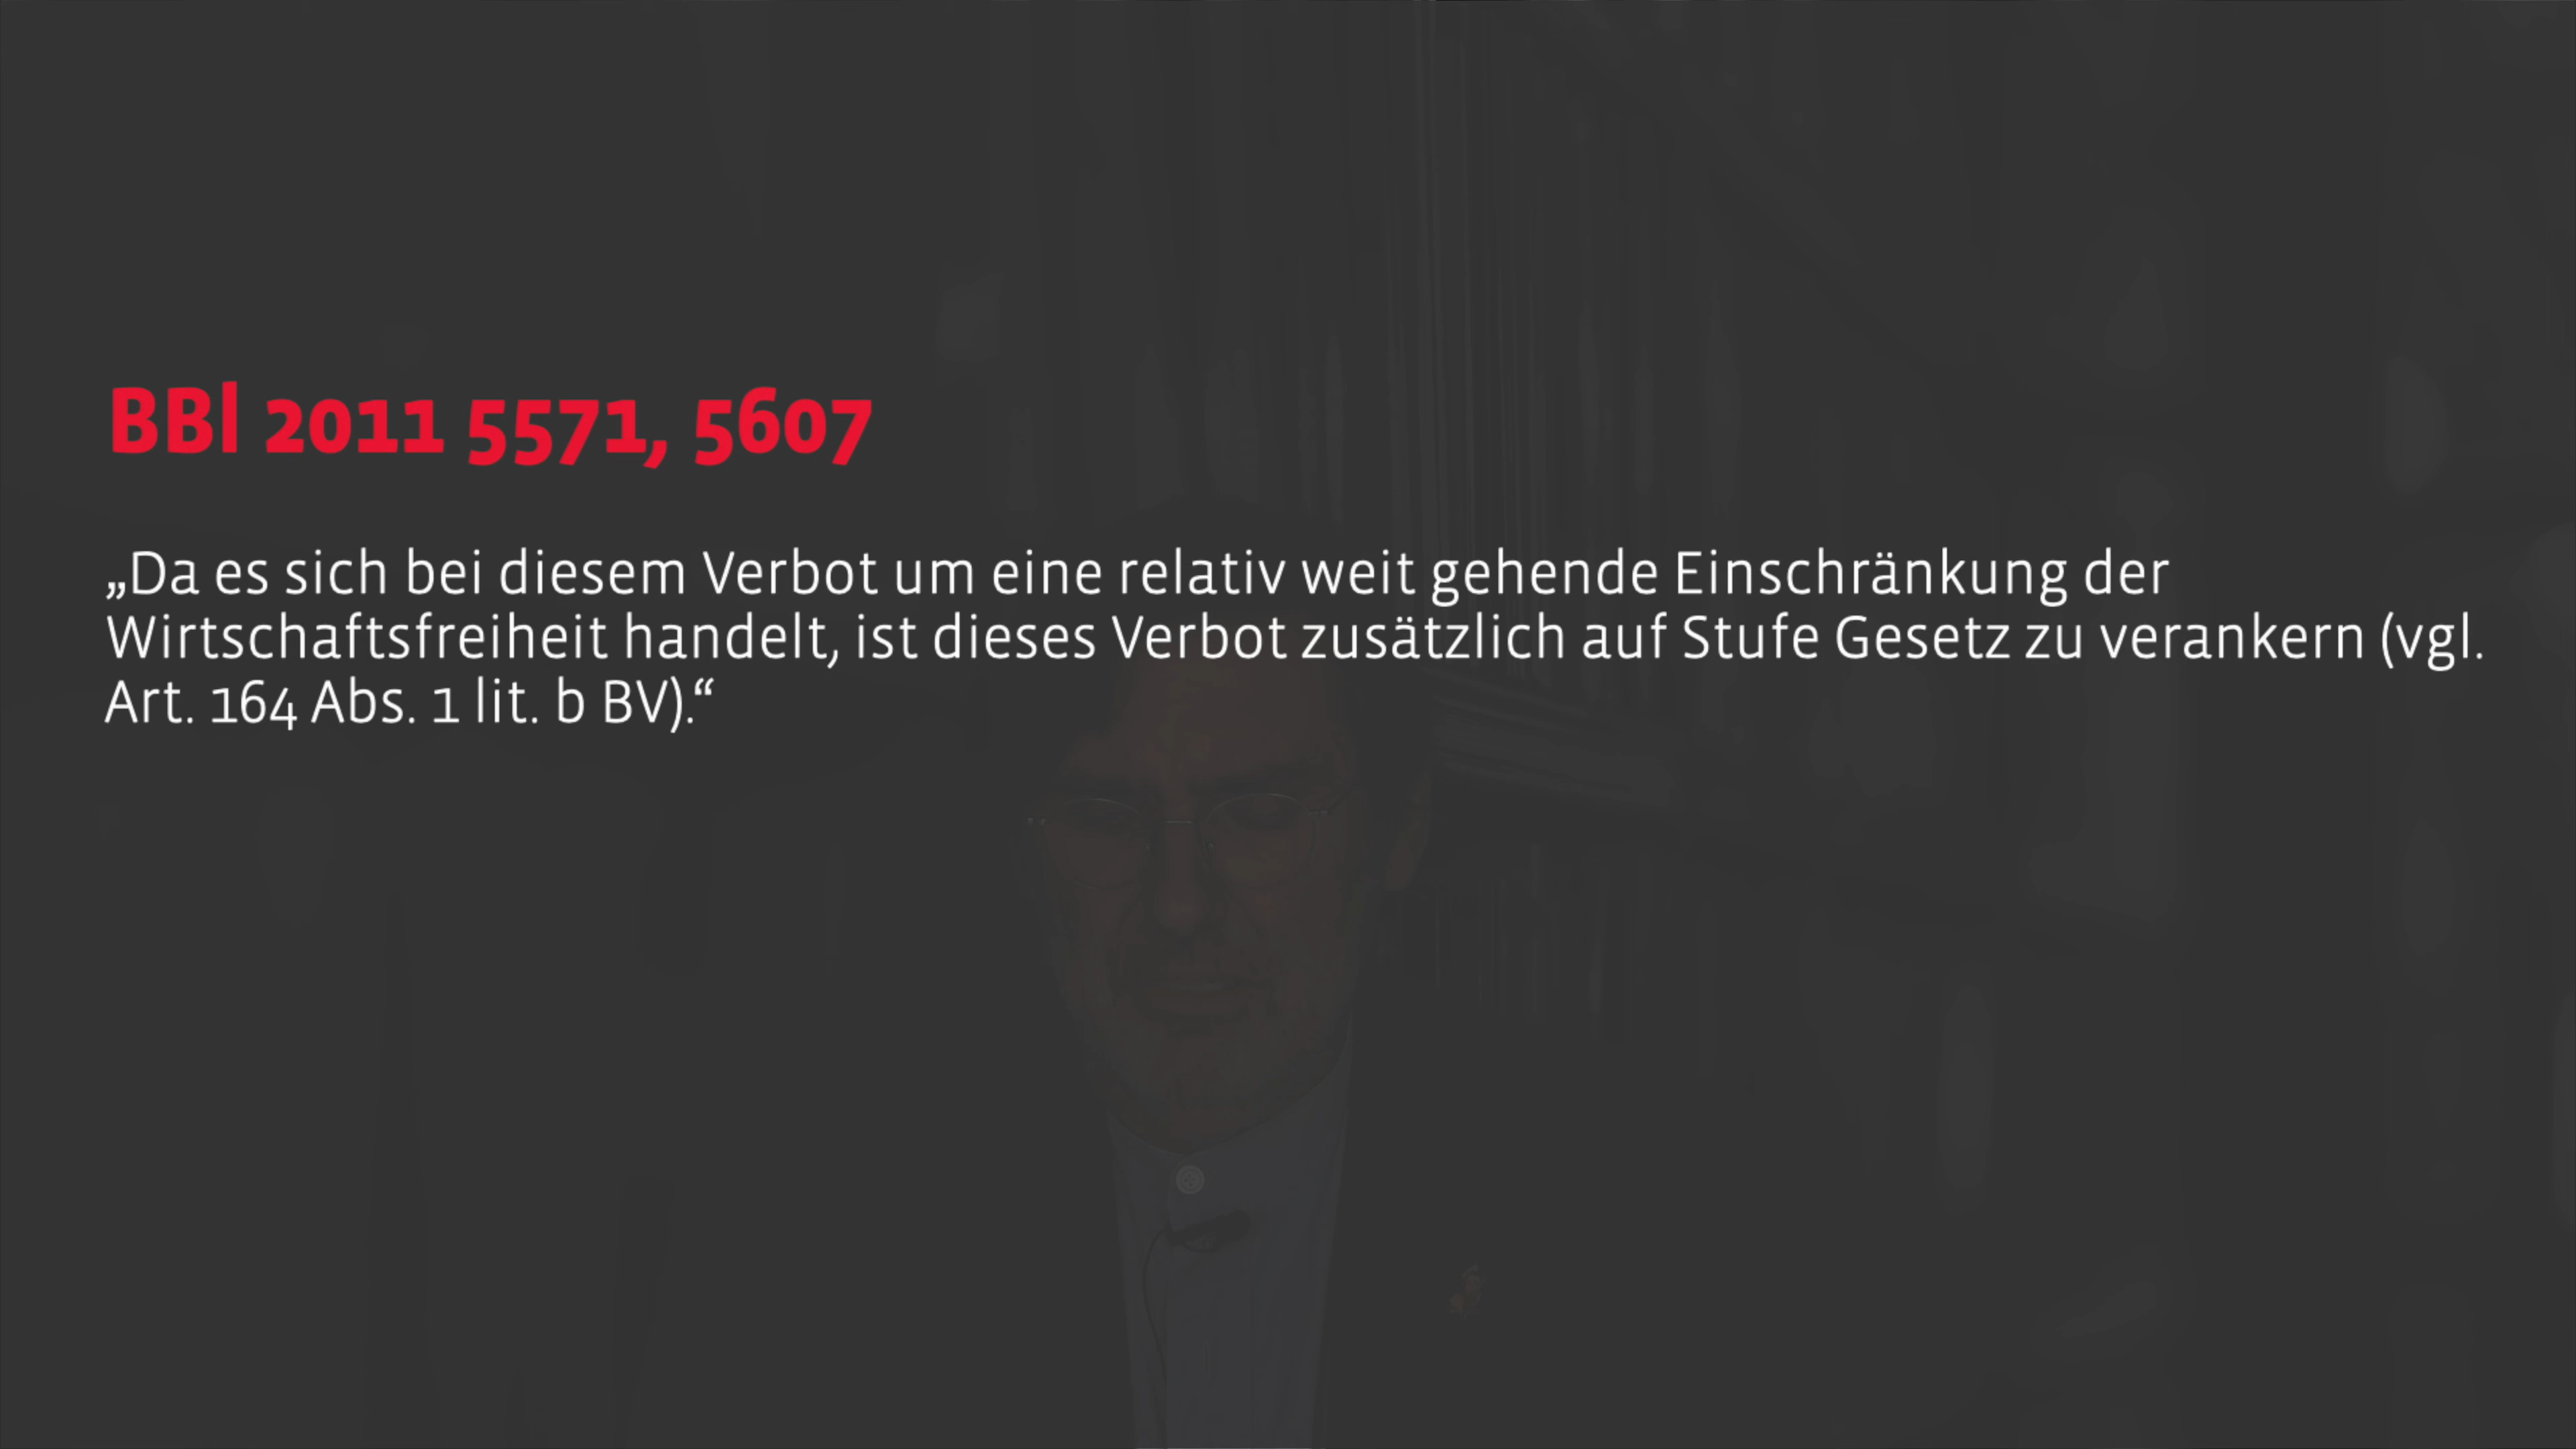 BBl 2011 5571, 5607
„Da es sich bei diesem Verbot um eine relativ weit gehende Einschränkung der
Wirtschaftsfreiheit handelt, ist dieses Verbot zusätzlich auf Stufe Gesetz zu verankern (vgl.
Art. 164 Abs. 1 lit. b BV).“